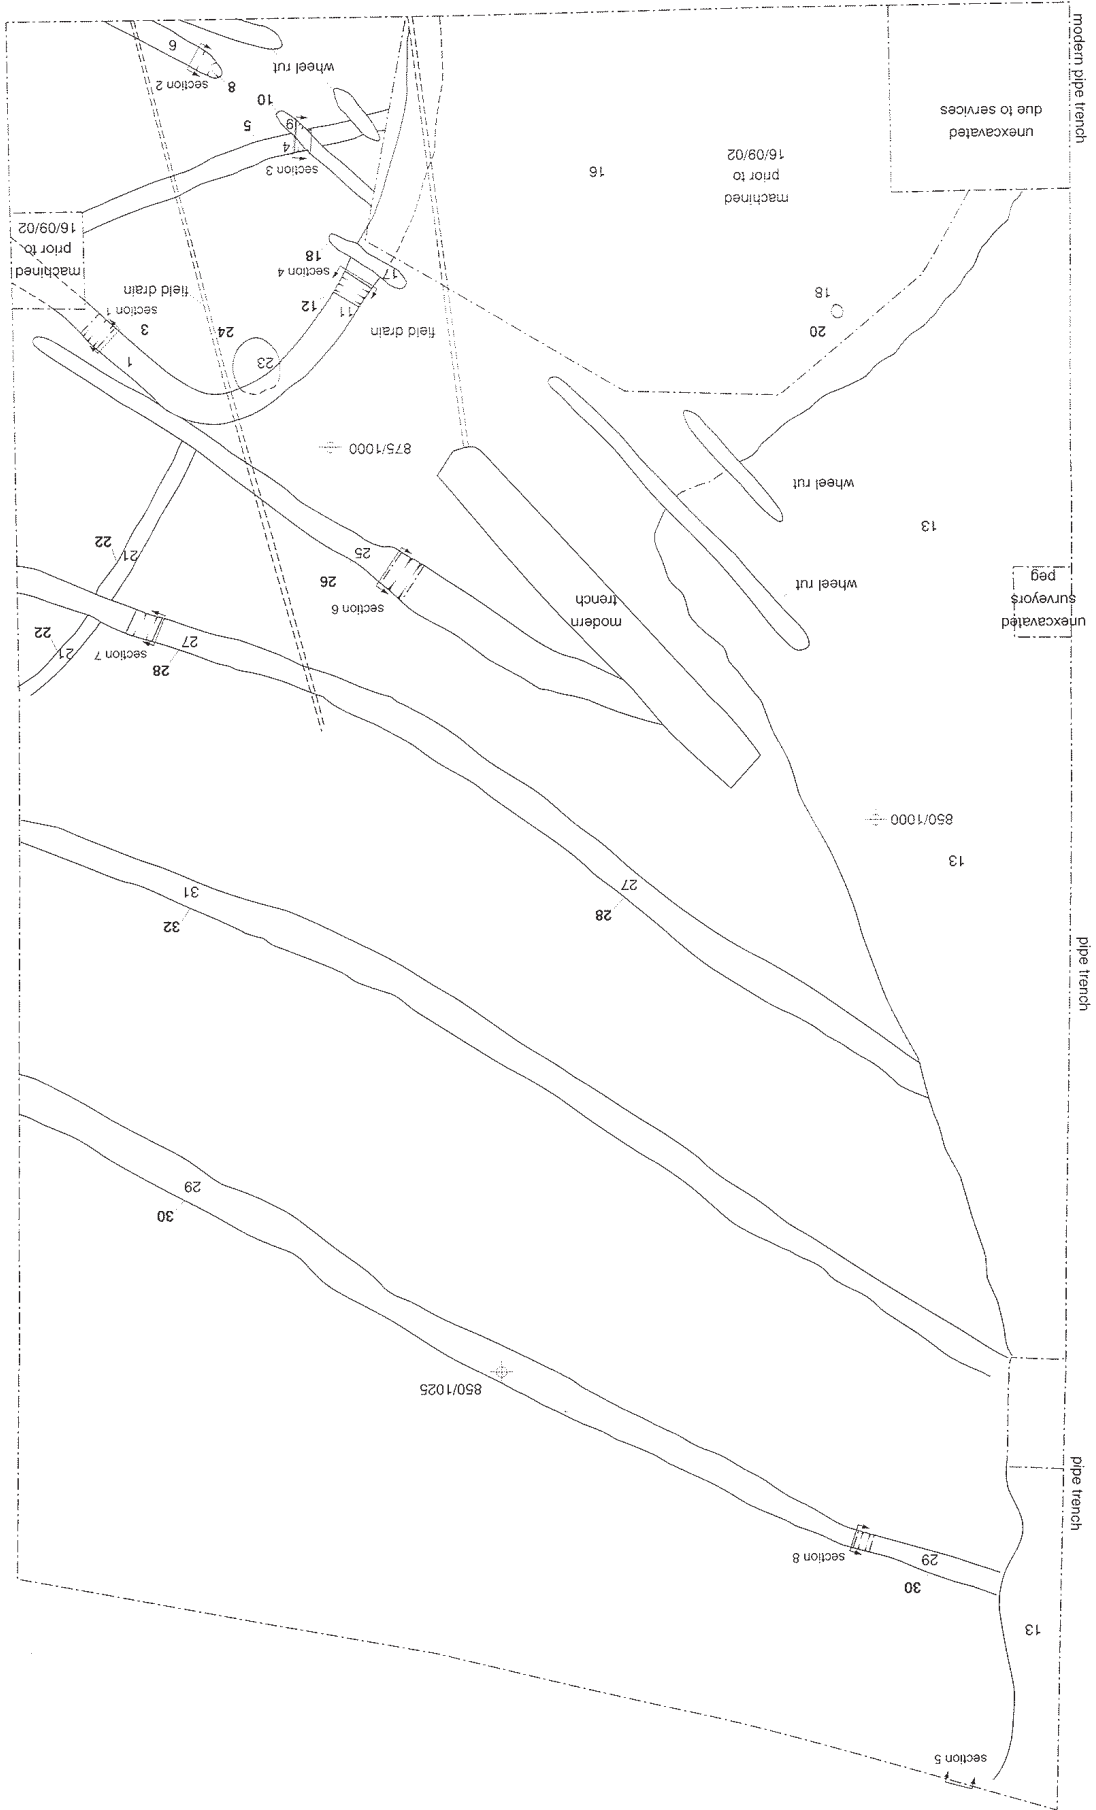 modern pipe trench
unexcavated
due to services
6
section 2
8
wheel rut
10
9
4
5
section 3
machined
prior to
16/09/02
16
machined
prior to
16/09/02
18
17
section 4
12
11
field drain
field drain
section 1
3
1
24
23
18
20
875/1000
wheel rut
13
wheel rut
25
26
section 6
modern
trench
unexcavated
surveyors
peg
22
21
22
21
section 7
27
28
850/1000
13
27
28
31
32
pipe trench
29
30
850/1025
pipe trench
section 8
29
30
13
section 5